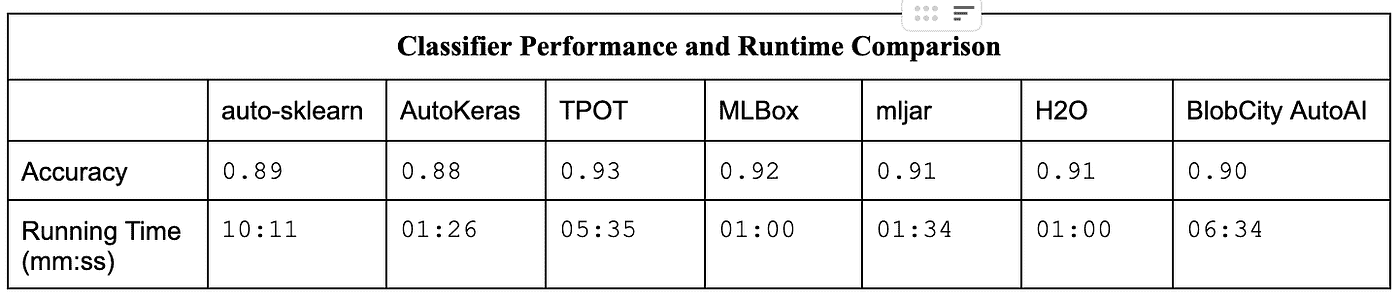 Classifier Performance and Runtime Comparison
auto-sklearn AutoKeras TPOT MLBox mljar H2O BlobCity AutoAI
Accuracy 0.89 0.88 0.93 0.92 0.91 0.91 0.90
Running Time 10:11 01:26 05:35 01:00 01:34 01:00 06:34
(mm:ss)